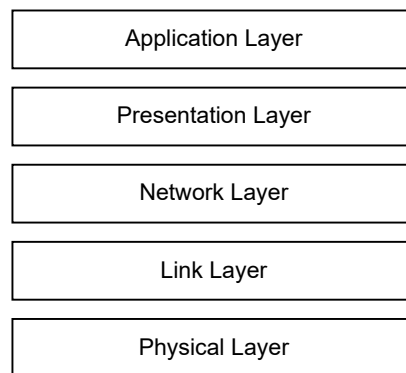 Application Layer
Presentation Layer
Network Layer
Link Layer
Physical Layer